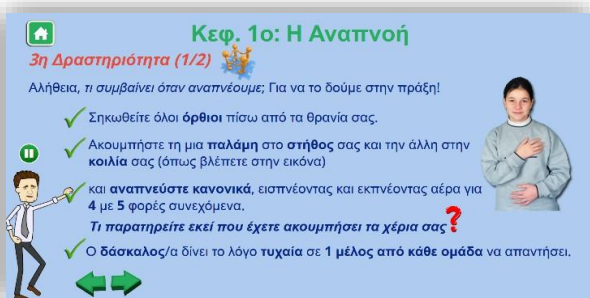 Κεφ. 1ο: Η Αναπνοή
3η Δραστηριότητα (1/2)
Αλήθεια, τι συμβαίνει όταν αναπνέουμε; Για να το δούμε στην πράξη!
Σηκωθείτε όλοι όρθιοι πίσω από τα θρανία σας.
Ακουμπήστε τη μια παλάμη στο στήθος σας και την άλλη στην
κοιλία σας (όπως βλέπετε στην εικόνα)
και αναπνεύστε κανονικά, εισπνέοντας και εκπνέοντας αέρα για
4 με 5 φορές συνεχόμενα.
Τι παρατηρείτε εκεί που έχετε ακουμπήσει τα χέρια σας ?
Ο δάσκαλος/α δίνει το λόγο τυχαία σε 1 μέλος από κάθε ομάδα να απαντήσει.